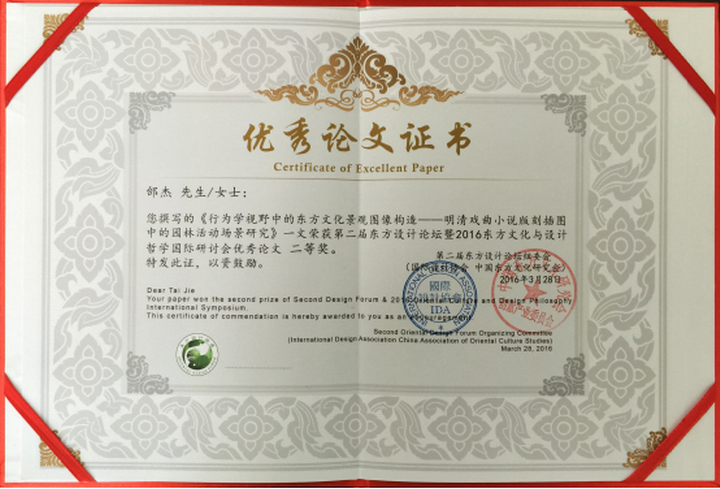 优秀论文证书
Certificate of Excellent Paper
邰杰 先生/女士：
您撰写的《行为学视野中的东方文化景观图像构造——明清戏曲小说版刻插图
中的园林活动场景研究》一文荣获第二届东方设计论坛暨2016东方文化与设计
哲学国际研讨会优秀论文 二等奖。
特发此证，以资鼓励。
第二届东方设计论坛组委会
（国际设计协会 中国东方文化研究会）
2016年3月28日
Dear Tai Jie
Your paper won the second prize of Second Design Forum & 2016 Oriental Culture and Design Philosophy
International Symposium.
This certificate of commendation is hereby awarded to you as an encouragement.
Second Oriental Design Forum Organizing Committee
(International Design Association China Association of Oriental Culture Studies)
March 28, 2016
INTERNATIONAL DESIGN ASSOCIATION
國際
設計協會
IDA